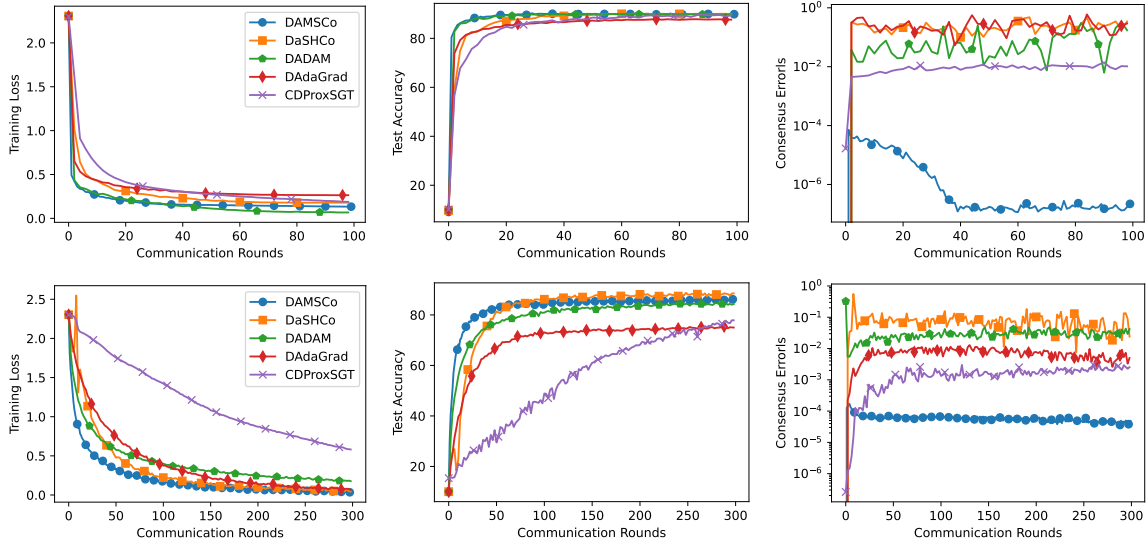 2.0
1.5
1.0
0.5
0.0
Training Loss
0 20 40 60 80 100
Communication Rounds
DAMSCo
DaSHCo
DADAM
DAdaGrad
CDProxSGT
80
60
40
20
Test Accuracy
0 20 40 60 80 100
Communication Rounds
10^0
10^−2
10^−4
10^−6
Consensus Errorls
0 20 40 60 80 100
Communication Rounds
2.5
2.0
1.5
1.0
0.5
0.0
Training Loss
0 50 100 150 200 250 300
Communication Rounds
DAMSCo
DaSHCo
DADAM
DAdaGrad
CDProxSGT
80
60
40
20
Test Accuracy
0 50 100 150 200 250 300
Communication Rounds
10^0
10^−1
10^−2
10^−3
10^−4
10^−5
10^−6
Consensus Errorls
0 50 100 150 200 250 300
Communication Rounds